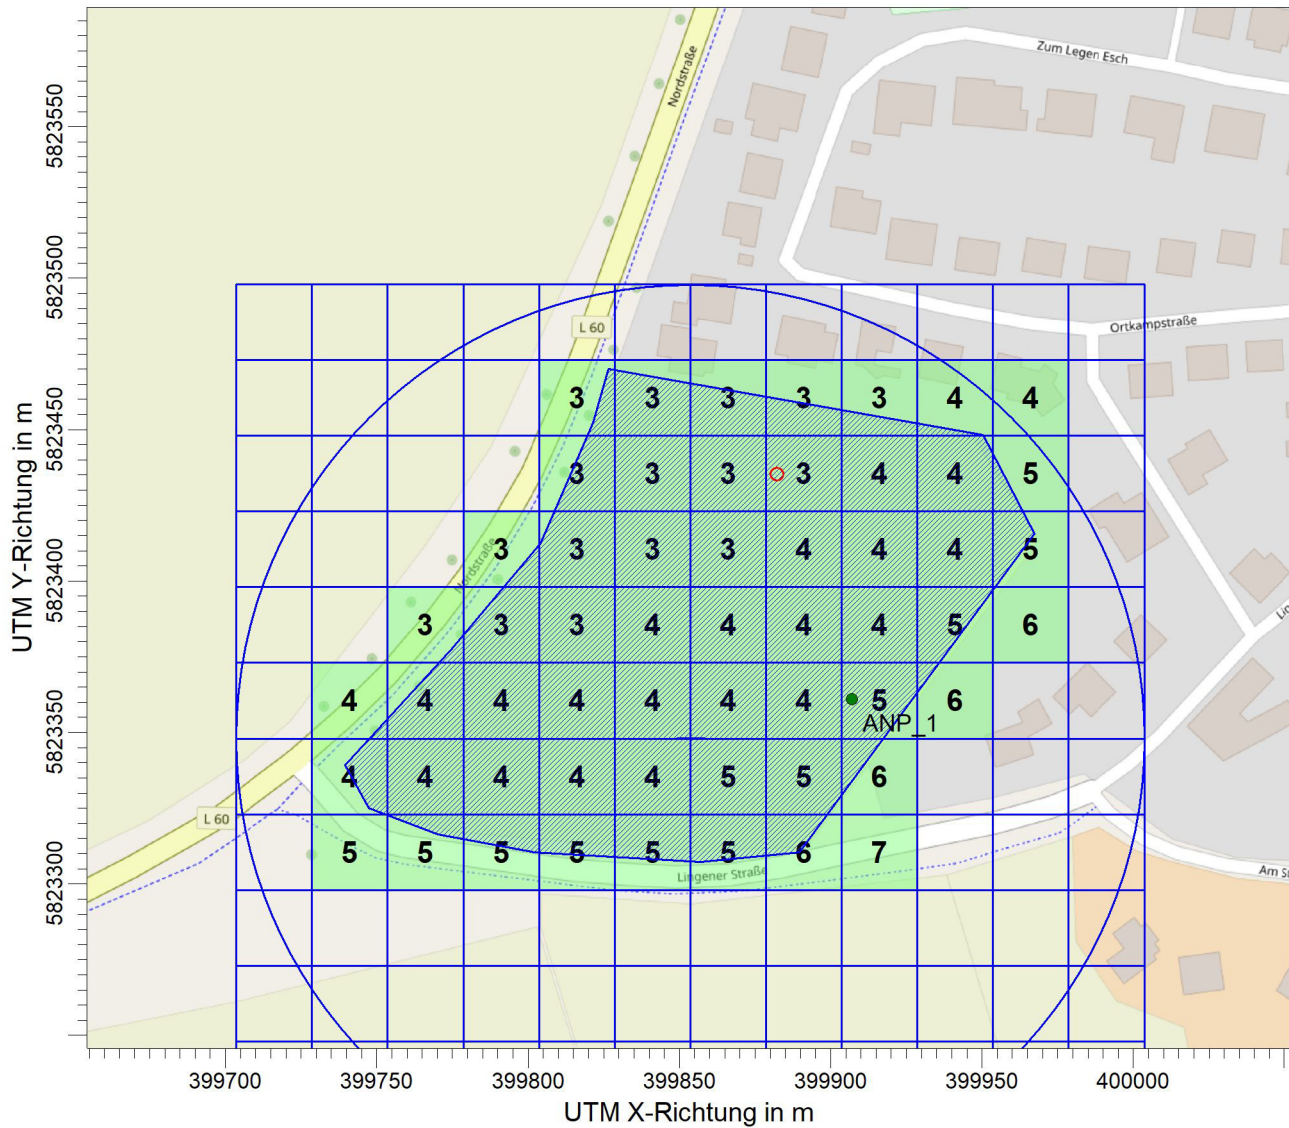 Zum Legen Esch
Nordstraße
5823550
5823500
Ortkampstraße
L 60
3 3 3 3 3 4 4
5823450
3 3 3 3 4 4 5
UTM Y-Richtung in m
Nordstraße
3 3 3 3 4 4 4 5
5823400
3 3 3 4 4 4 4 5 6
4 4 4 4 4 4 4 5 6
ANP_1
5823350
4 4 4 4 4 5 5 6
L 60
5 5 5 5 5 5 6 7
Lingener Straße
Am St
5823300
399700 399750 399800 399850 399900 399950 400000
UTM X-Richtung in m